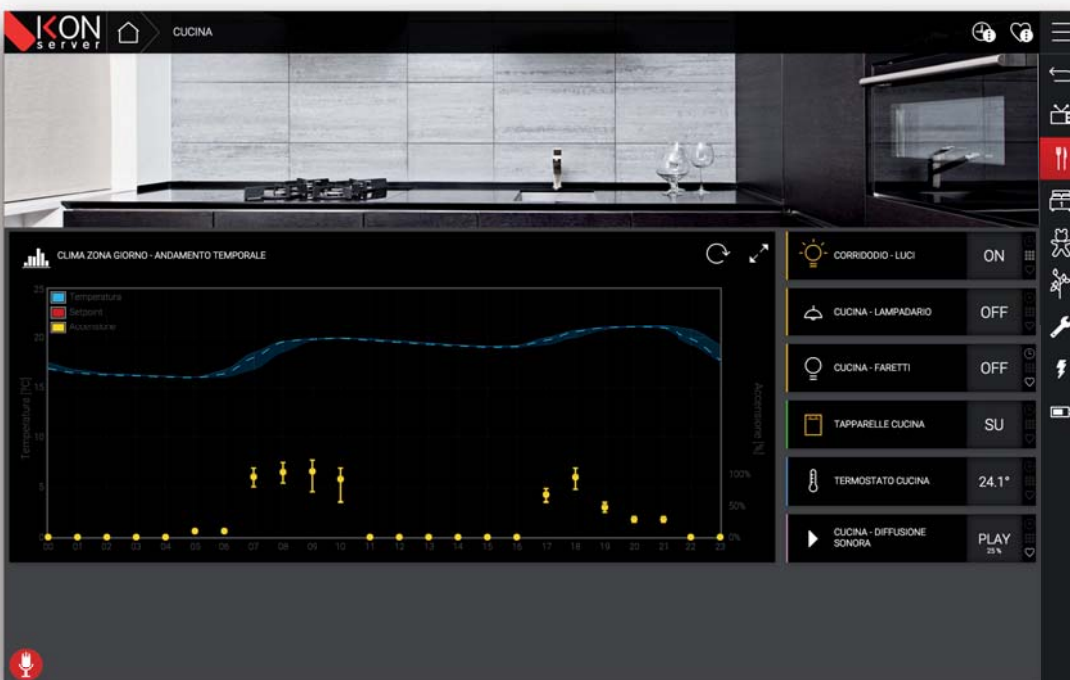 IKON
server
CUCINA
CLIMA ZONA GIORNO - ANDAMENTO TEMPORALE
Temperatura
Setpoint
Accensione
25
20
15
10
5
0
Temperatura [?C]
Accensione [%]
100%
50%
0%
00 01 02 03 04 05 06 07 08 09 10 11 12 13 14 15 16 17 18 19 20 21 22 23
CORRIDODIO - LUCI
ON
CUCINA - LAMPADARIO
OFF
CUCINA - FARETTI
OFF
TAPPARELLE CUCINA
SU
TERMOSTATO CUCINA
24.1°
CUCINA - DIFFUSIONE
SONORA
PLAY
25 %
1